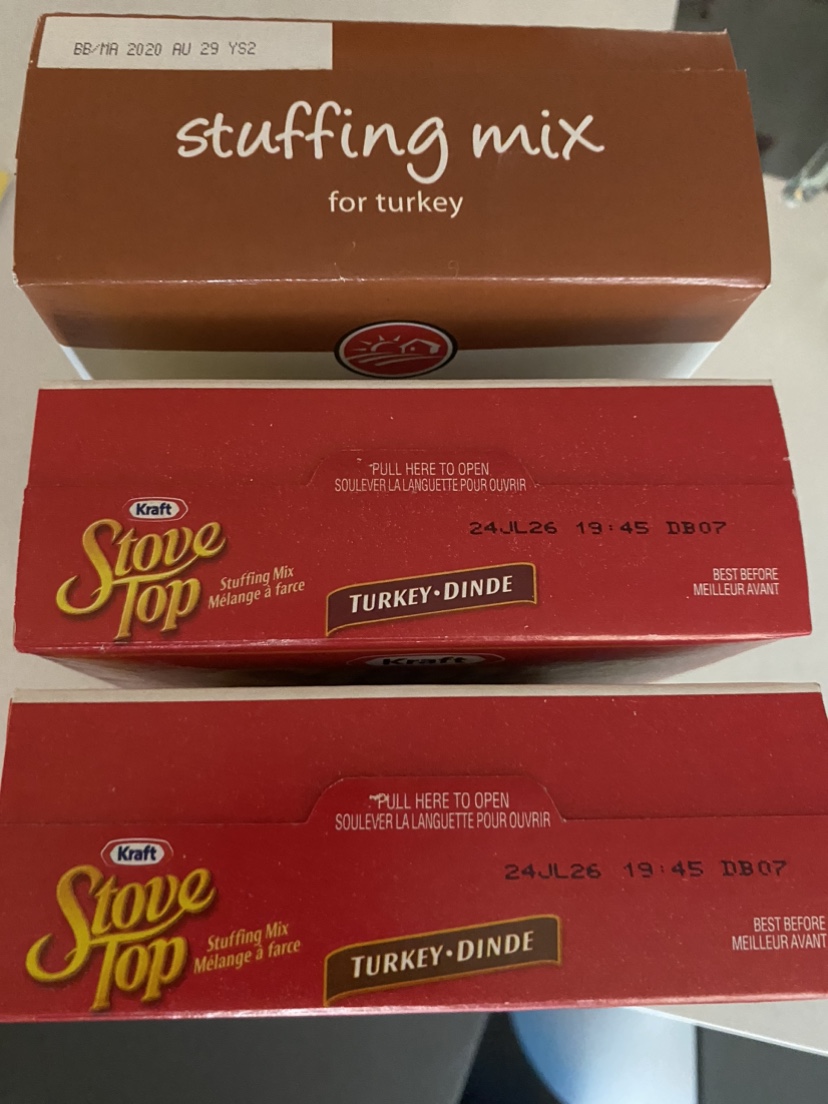 BB/MA 2020 AU 29 YS2
stuffing mix
for turkey
PULL HERE TO OPEN
SOULEVER LA LANGUETTE POUR OUVRIR
Kraft
Stove
Top
Stuffing Mix
Mélange à farce
24JL26 19:45 DB07
TURKEY•DINDE
BEST BEFORE
MEILLEUR AVANT
Kraft
PULL HERE TO OPEN
SOULEVER LA LANGUETTE POUR OUVRIR
Kraft
Stove
Top
Stuffing Mix
Mélange à farce
24JL26 19:45 DB07
TURKEY•DINDE
BEST BEFORE
MEILLEUR AVANT